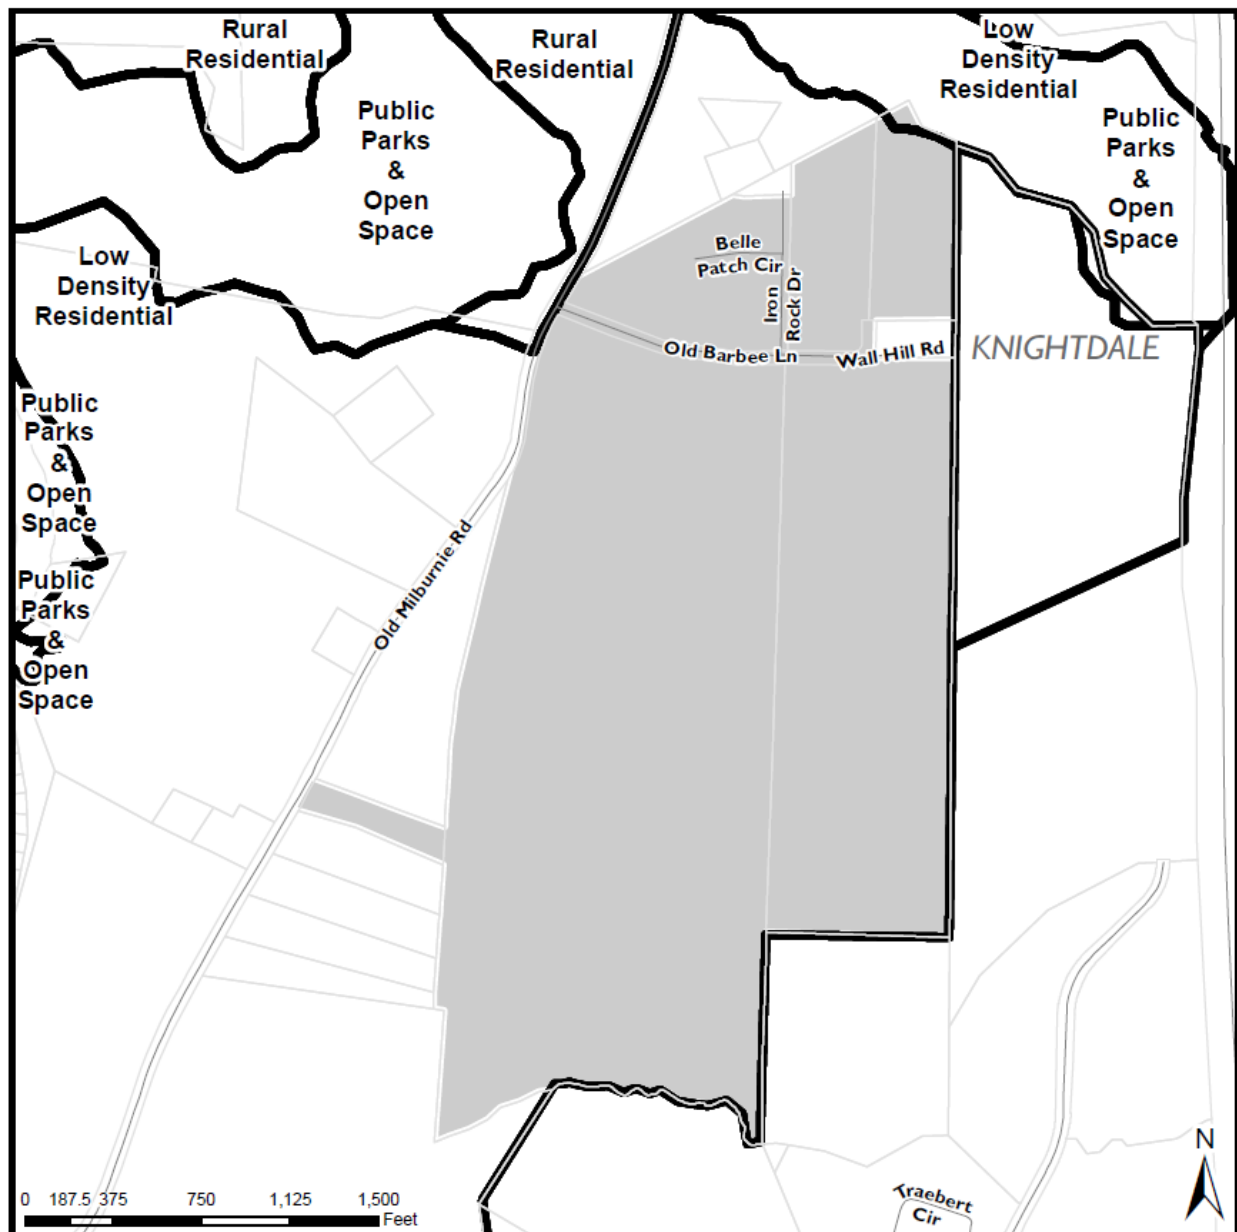 Rural
Residential
Rural
Residential
Low
Density
Residential
Public
Parks
&
Open
Space
Public
Parks
&
Open
Space
Low
Density
Residential
Belle
Patch Cir
Iron
Rock Dr
Old Barbee Ln
Wall Hill Rd
KNIGHTDALE
Public
Parks
&
Open
Space
Old Milburnie Rd
Public
Parks
&
Open
Space
Traebert
Cir
N
0 187.5 375 750 1,125 1,500
Feet